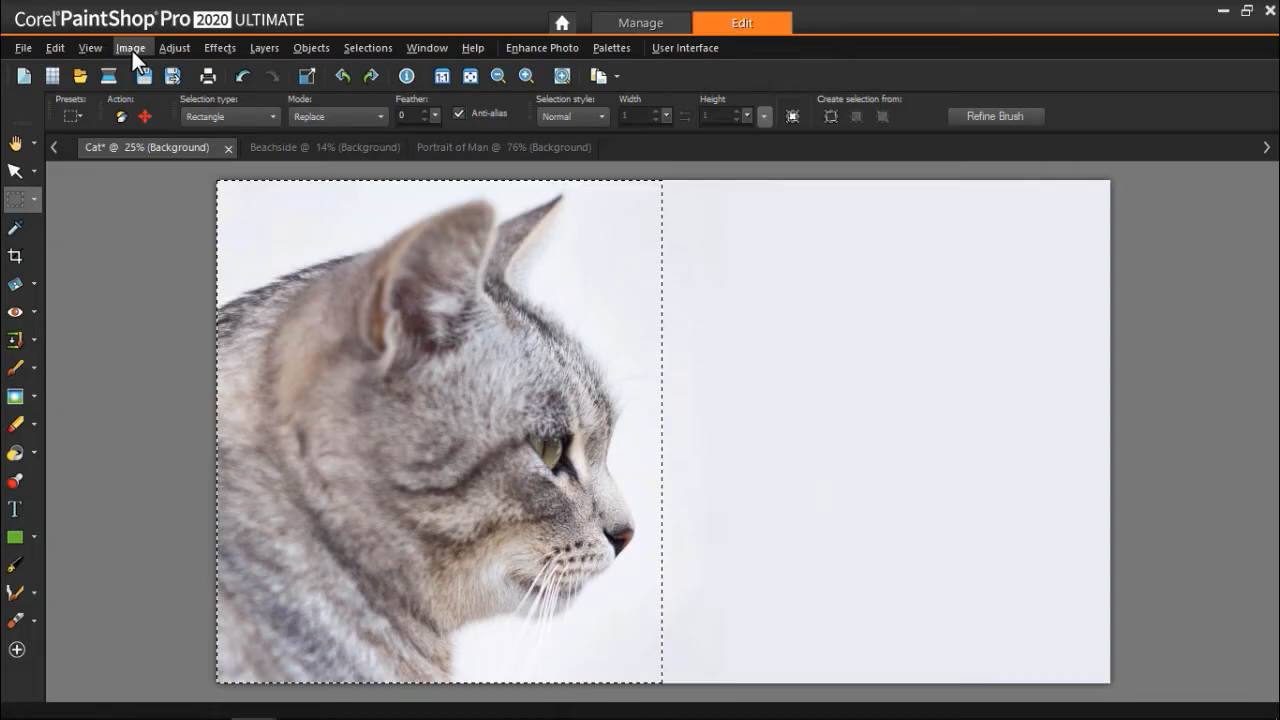 Corel® PaintShop® Pro 2020 ULTIMATE
Manage
Edit
File Edit View Image Adjust Effects Layers Objects Selections Window Help Enhance Photo Palettes User Interface
1:1
Presets: Action: Selection type: Mode: Feather: Selection style: Width Height Create selection from:
Rectangle Replace 0 Anti-alias Normal 1 1 Refine Brush
Cat* @ 25% (Background) Beachside @ 14% (Background) Portrait of Man @ 76% (Background)
T